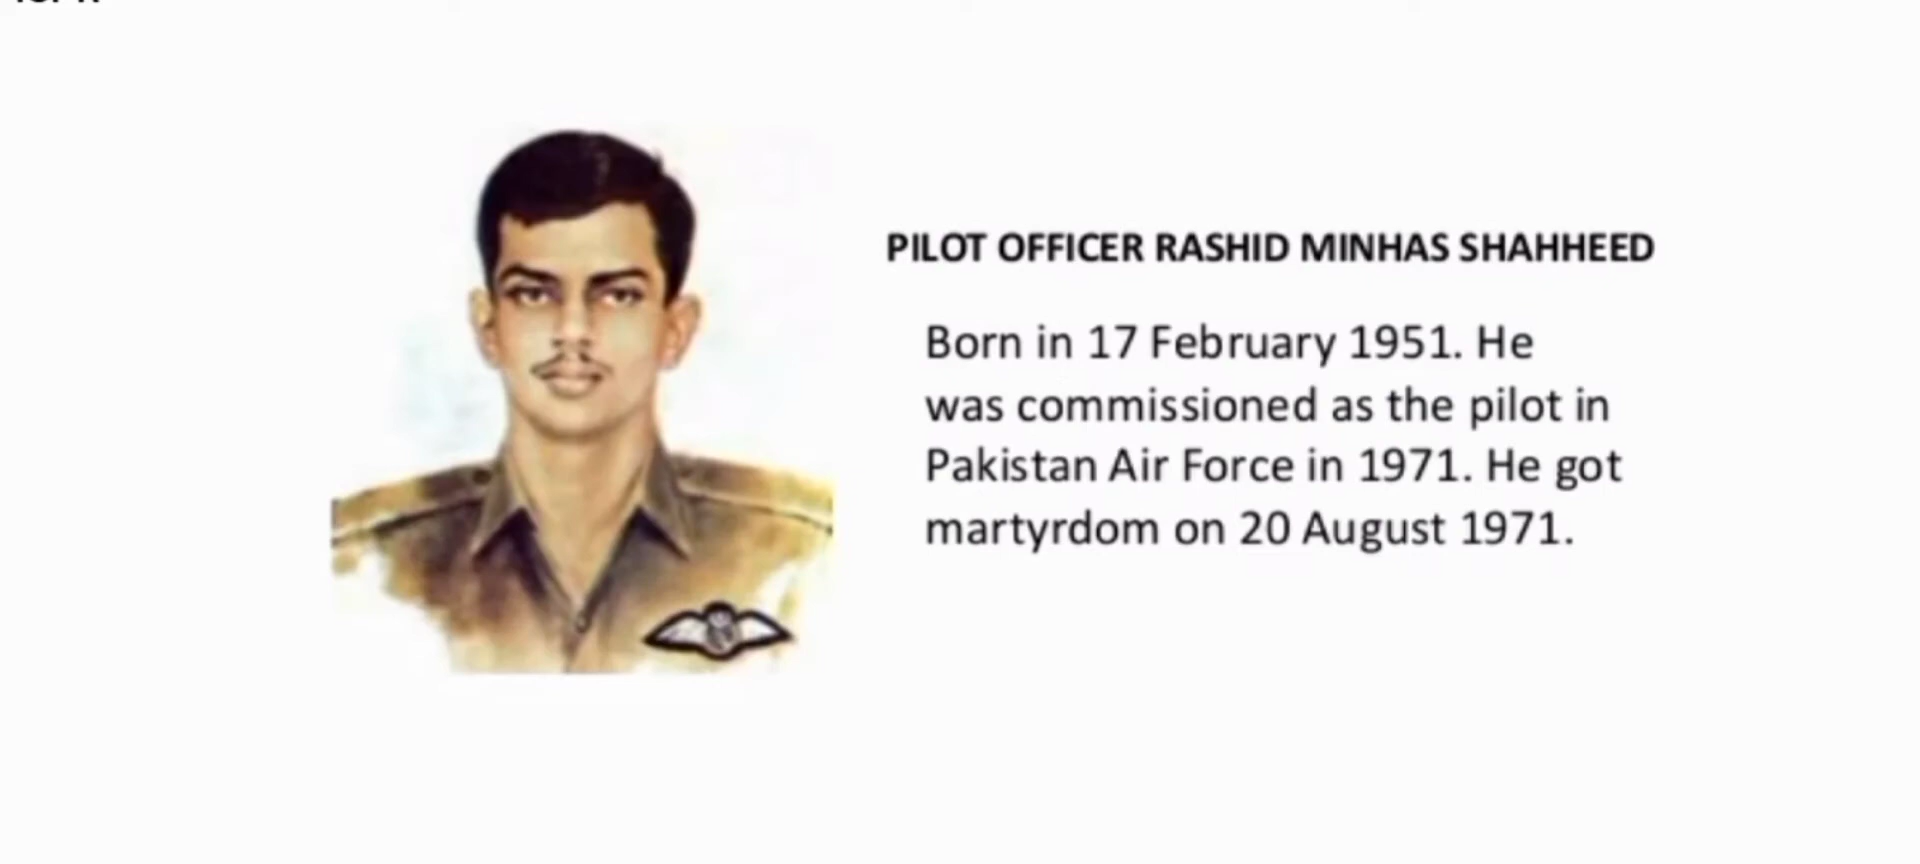 PILOT OFFICER RASHID MINHAS SHAHHEED
Born in 17 February 1951. He
was commissioned as the pilot in
Pakistan Air Force in 1971. He got
martyrdom on 20 August 1971.